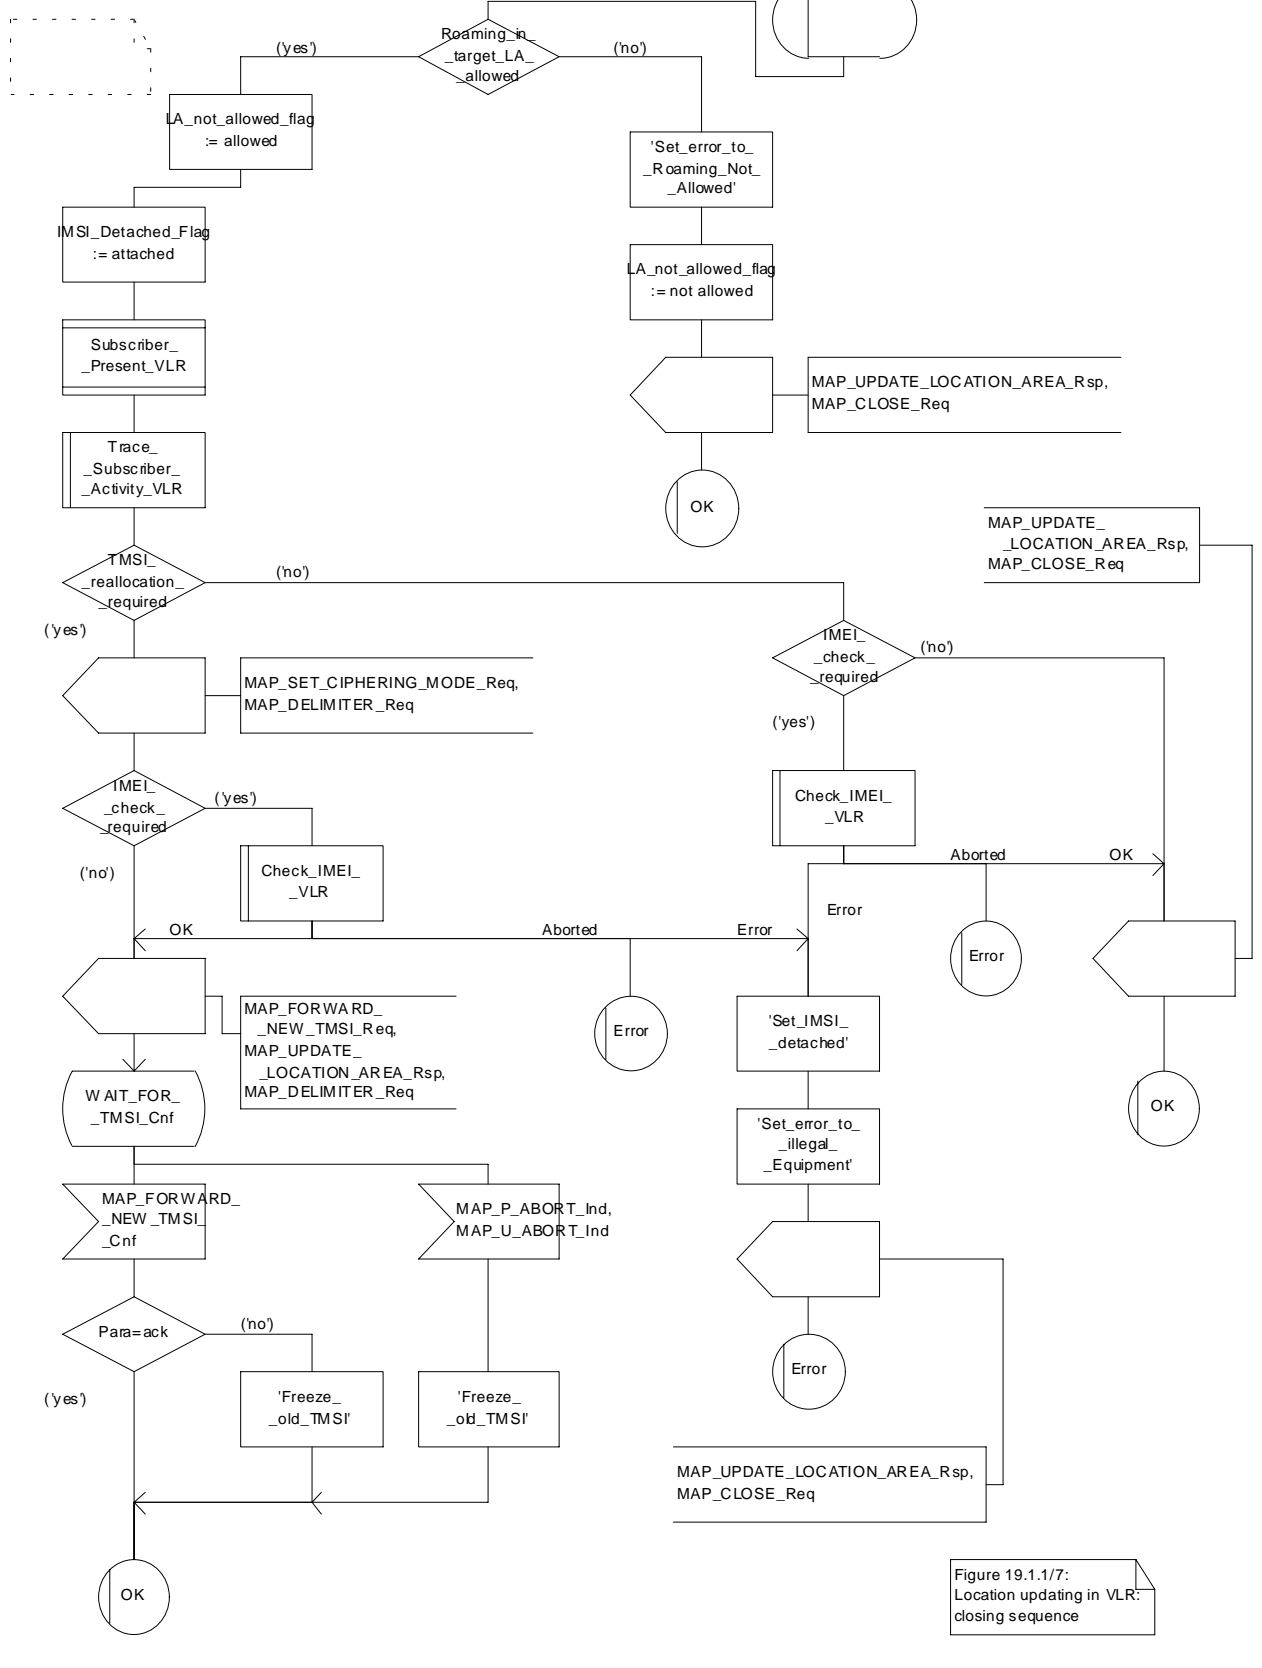 Roaming_in_
_target_LA_
_allowed
('yes')
('no')
LA_not_allowed_flag
:= allowed
'Set_error_to_
_Roaming_Not_
_Allowed'
IMSI_Detached_Flag
:= attached
LA_not_allowed_flag
:= not allowed
Subscriber_
_Present_VLR
MAP_UPDATE_LOCATION_AREA_Rsp,
MAP_CLOSE_Req
Trace_
_Subscriber_
_Activity_VLR
OK
MAP_UPDATE_
_LOCATION_AREA_Rsp,
MAP_CLOSE_Req
TMSI_
_reallocation_
_required
('no')
('yes')
IMEI_
_check_
_required
('no')
('yes')
MAP_SET_CIPHERING_MODE_Req,
MAP_DELIMITER_Req
IMEI_
_check_
_required
('yes')
('no')
Check_IMEI_
_VLR
Check_IMEI_
_VLR
Aborted
OK
Error
OK
Aborted
Error
Error
Error
MAP_FORWARD_
_NEW_TMSI_Req,
MAP_UPDATE_
_LOCATION_AREA_Rsp,
MAP_DELIMITER_Req
'Set_IMSI_
_detached'
WAIT_FOR_
_TMSI_Cnf
OK
'Set_error_to_
_illegal_
_Equipment'
MAP_FORWARD_
_NEW_TMSI_
_Cnf
MAP_P_ABORT_Ind,
MAP_U_ABORT_Ind
Para=ack
('no')
('yes')
Error
'Freeze_
_old_TMSI'
'Freeze_
_old_TMSI'
MAP_UPDATE_LOCATION_AREA_Rsp,
MAP_CLOSE_Req
OK
Figure 19.1.1/7:
Location updating in VLR:
closing sequence